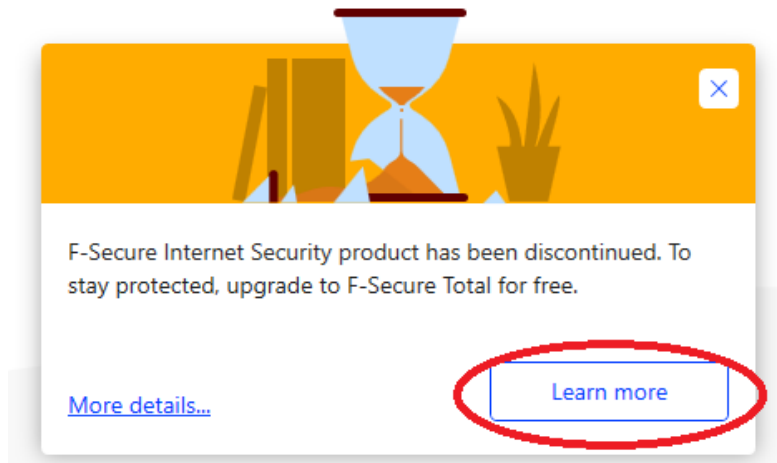 F-Secure Internet Security product has been discontinued. To
stay protected, upgrade to F-Secure Total for free.
More details...
Learn more